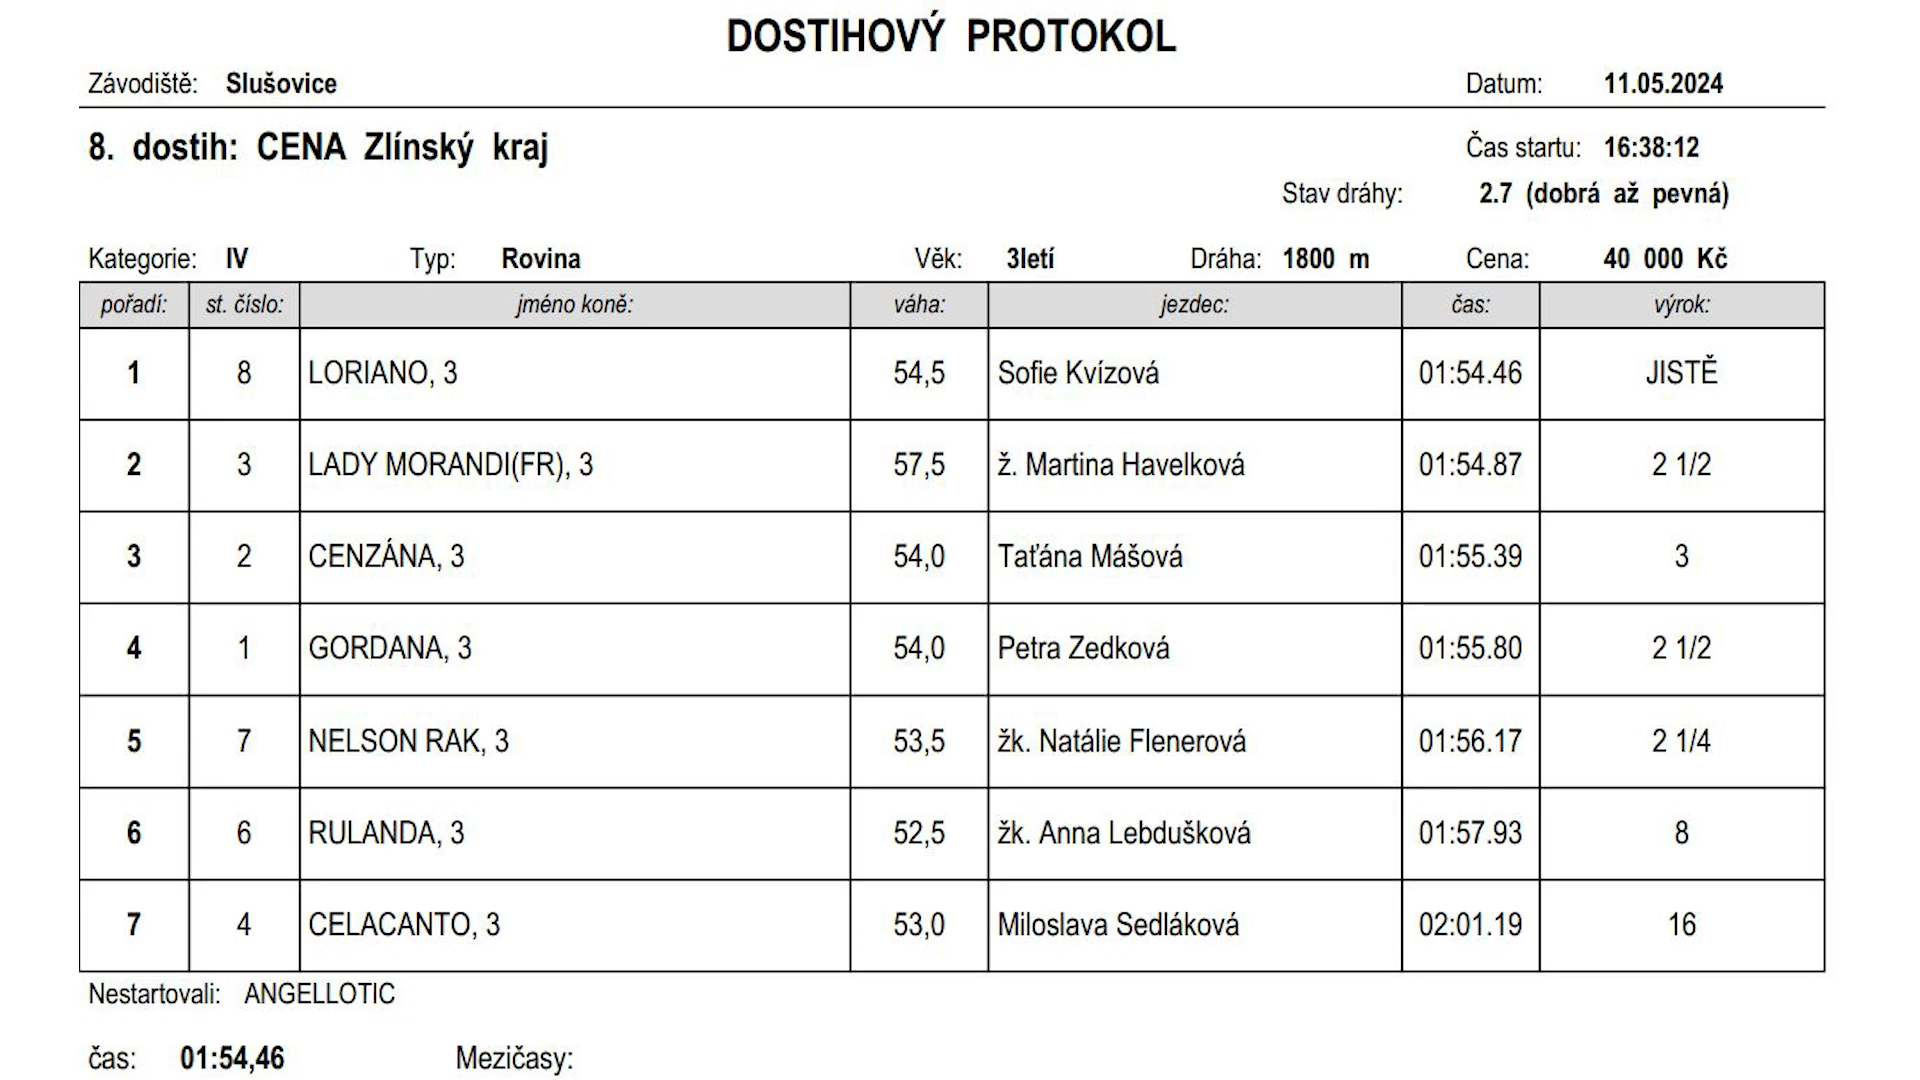 DOSTIHOVÝ PROTOKOL
Závodiště: Slušovice Datum: 11.05.2024
8. dostih: CENA Zlínský kraj Čas startu: 16:38:12
Stav dráhy: 2.7 (dobrá až pevná)
Kategorie: IV Typ: Rovina Věk: 3letí Dráha: 1800 m Cena: 40 000 Kč
pořadí: st. číslo: jméno koně: váha: jezdec: čas: výrok:
1 8 LORIANO, 3 54,5 Sofie Kvízová 01:54.46 JISTĚ
2 3 LADY MORANDI(FR), 3 57,5 ž. Martina Havelková 01:54.87 2 1/2
3 2 CENZÁNA, 3 54,0 Taťána Mášová 01:55.39 3
4 1 GORDANA, 3 54,0 Petra Zedková 01:55.80 2 1/2
5 7 NELSON RAK, 3 53,5 žk. Natálie Flenerová 01:56.17 2 1/4
6 6 RULANDA, 3 52,5 žk. Anna Lebdušková 01:57.93 8
7 4 CELACANTO, 3 53,0 Miloslava Sedláková 02:01.19 16
Nestartovali: ANGELLOTIC
čas: 01:54,46 Mezičasy: